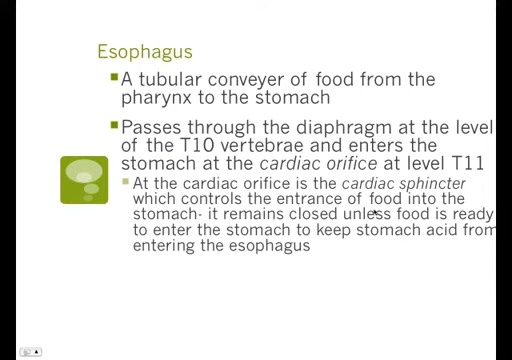 Esophagus
A tubular conveyer of food from the
pharynx to the stomach
Passes through the diaphragm at the level
of the T10 vertebrae and enters the
stomach at the cardiac orifice at level T11
At the cardiac orifice is the cardiac sphincter
which controls the entrance of food into the
stomach- it remains closed unless food is ready
to enter the stomach to keep stomach acid from
entering the esophagus